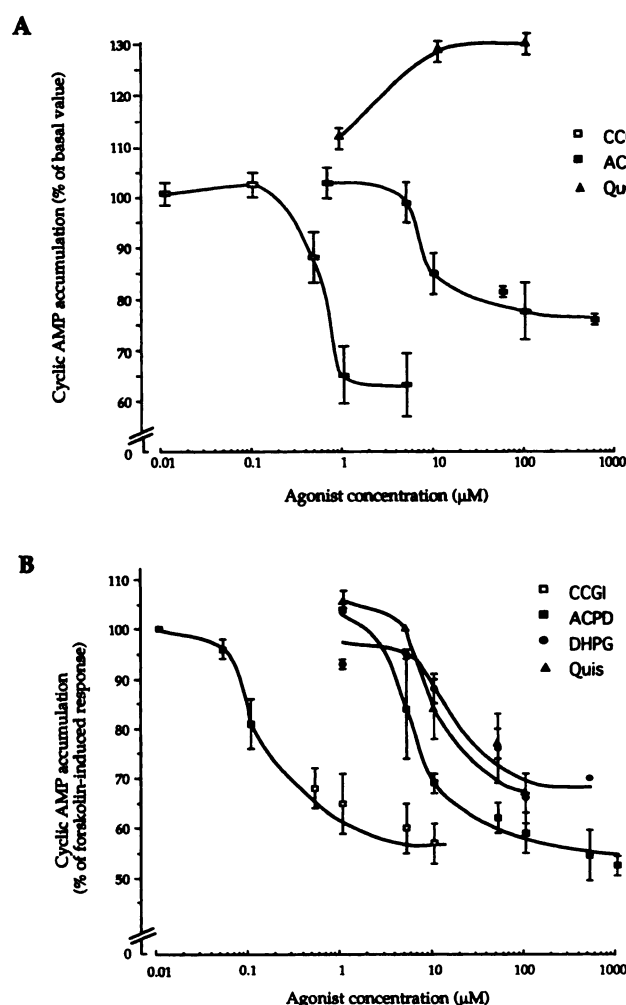 A
Cyclic AMP accumulation (% of basal value)
130
120
110
100
90
80
70
60
0
0.01
0.1
1
10
100
1000
Agonist concentration (μM)
CC
AC
Qu
B
Cyclic AMP accumulation
(% of forskolin-induced response)
110
100
90
80
70
60
50
0
0.01
0.1
1
10
100
1000
Agonist concentration (μM)
CCGI
ACPD
DHPG
Quis